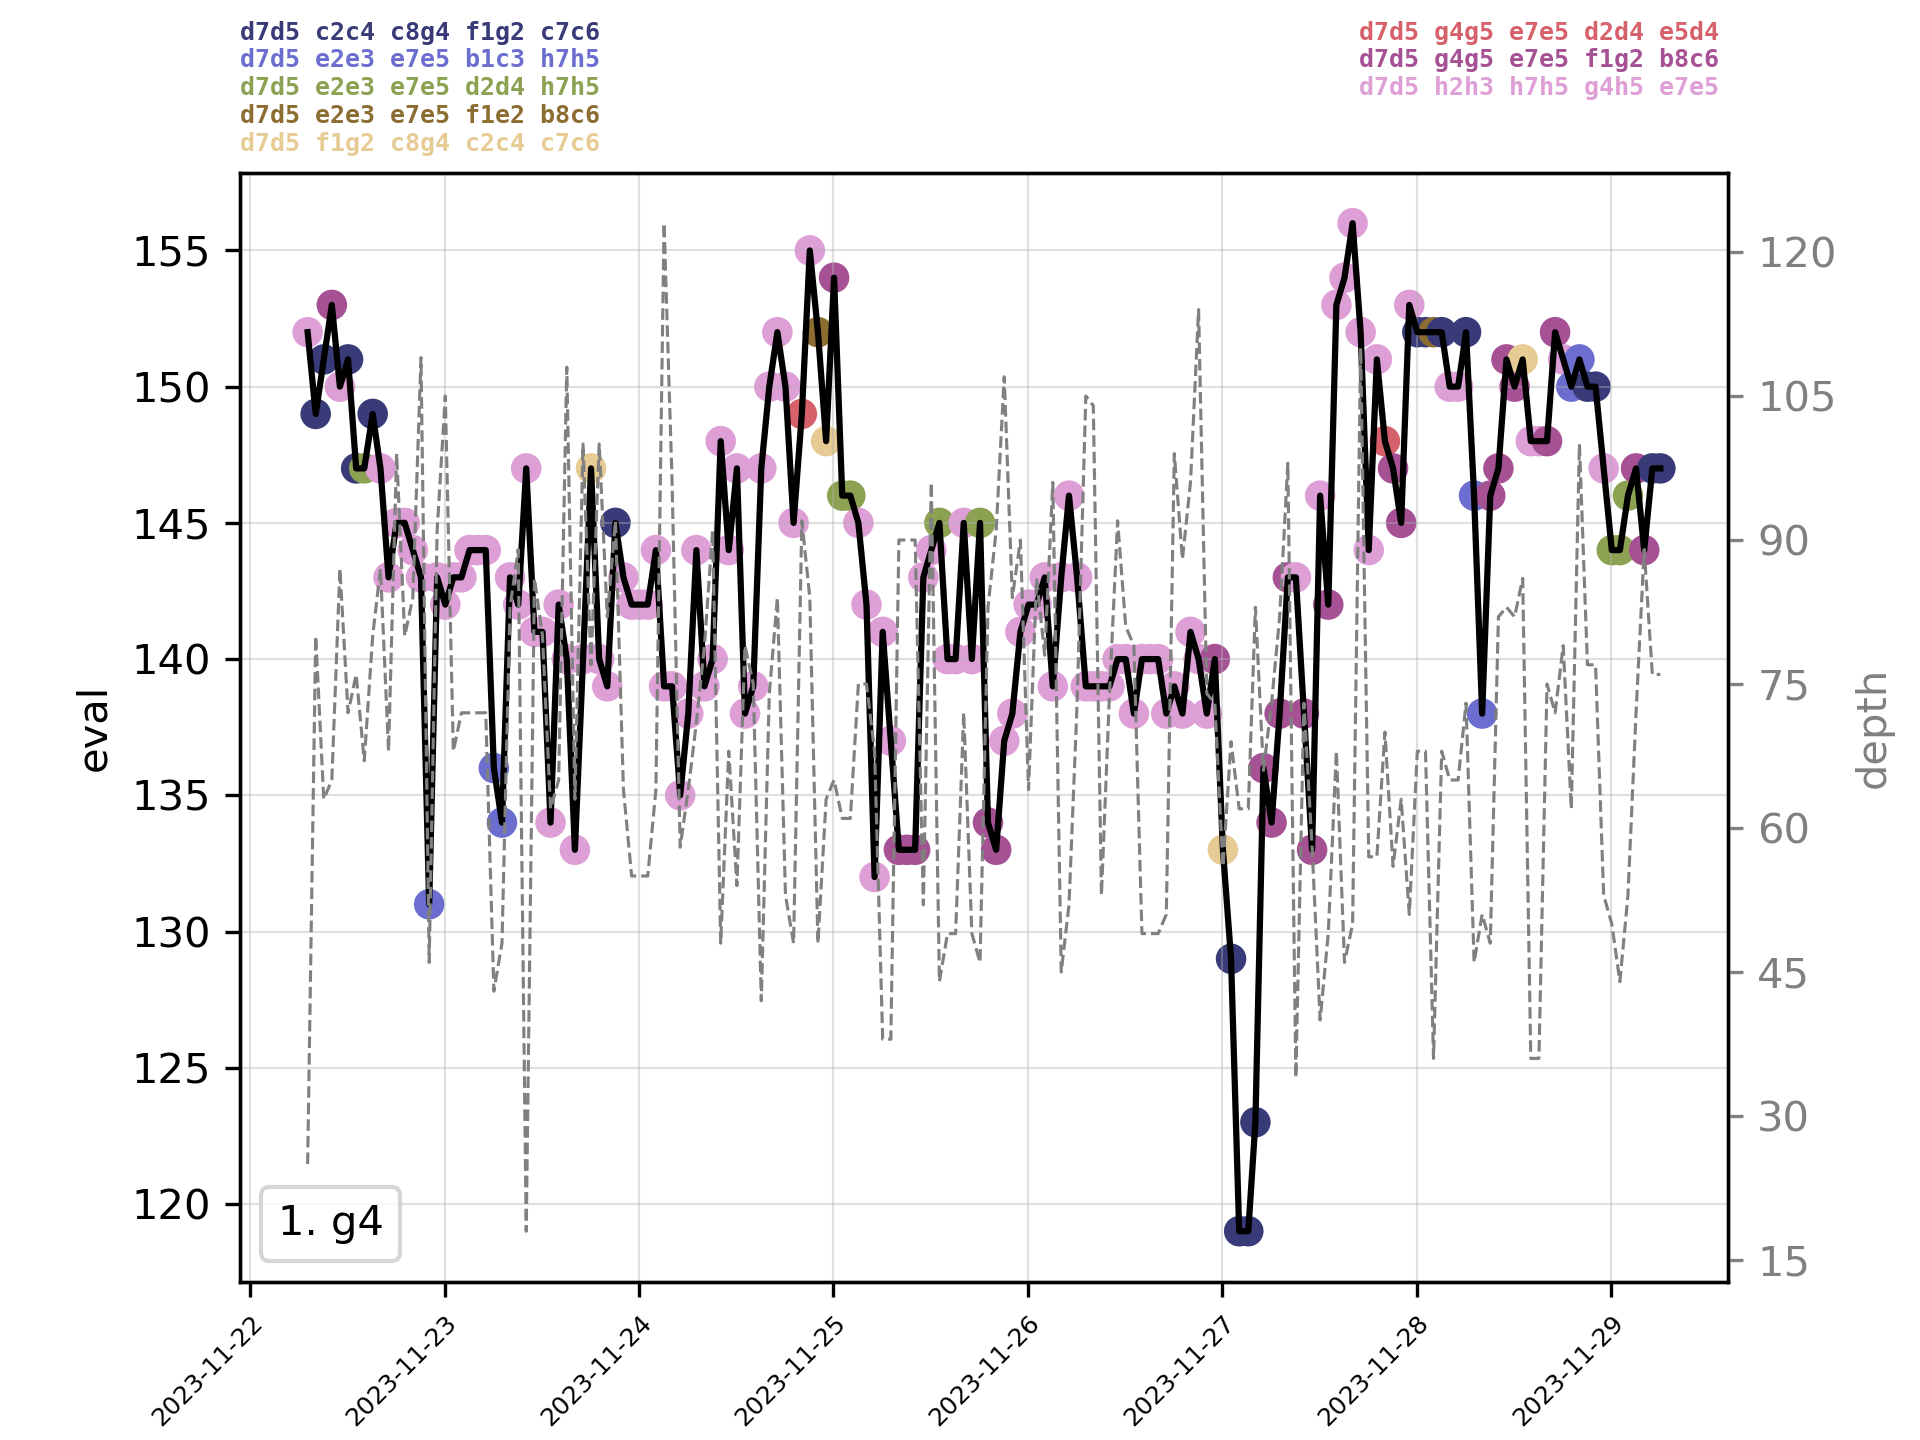 d7d5 c2c4 c8g4 f1g2 c7c6
d7d5 e2e3 e7e5 b1c3 h7h5
d7d5 e2e3 e7e5 d2d4 h7h5
d7d5 e2e3 e7e5 f1e2 b8c6
d7d5 f1g2 c8g4 c2c4 c7c6
d7d5 g4g5 e7e5 d2d4 e5d4
d7d5 g4g5 e7e5 f1g2 b8c6
d7d5 h2h3 h7h5 g4h5 e7e5
155
150
145
140
135
130
125
120
eval
120
105
90
75
60
45
30
15
depth
1. g4
2023-11-22
2023-11-23
2023-11-24
2023-11-25
2023-11-26
2023-11-27
2023-11-28
2023-11-29